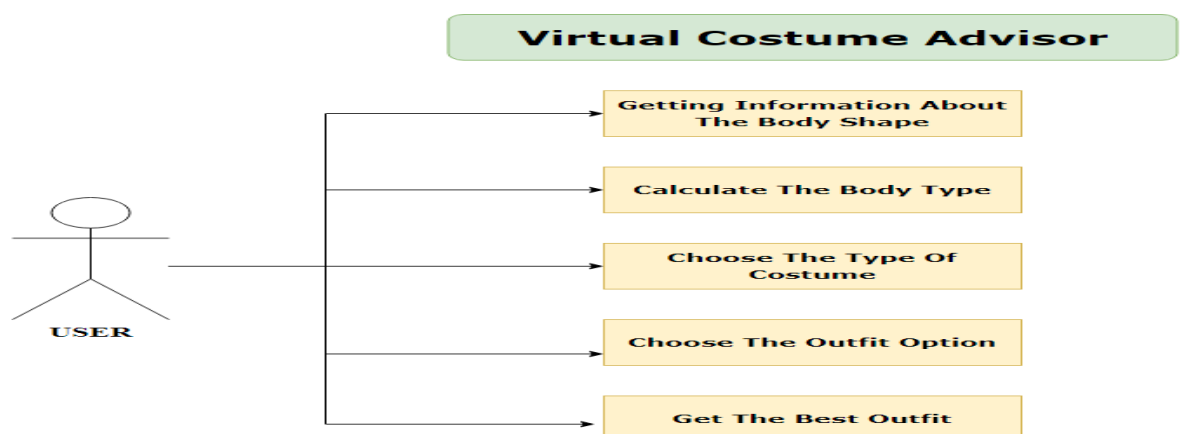 Virtual Costume Advisor
Getting Information About
The Body Shape
Calculate The Body Type
Choose The Type Of
Costume
USER
Choose The Outfit Option
Get The Best Outfit